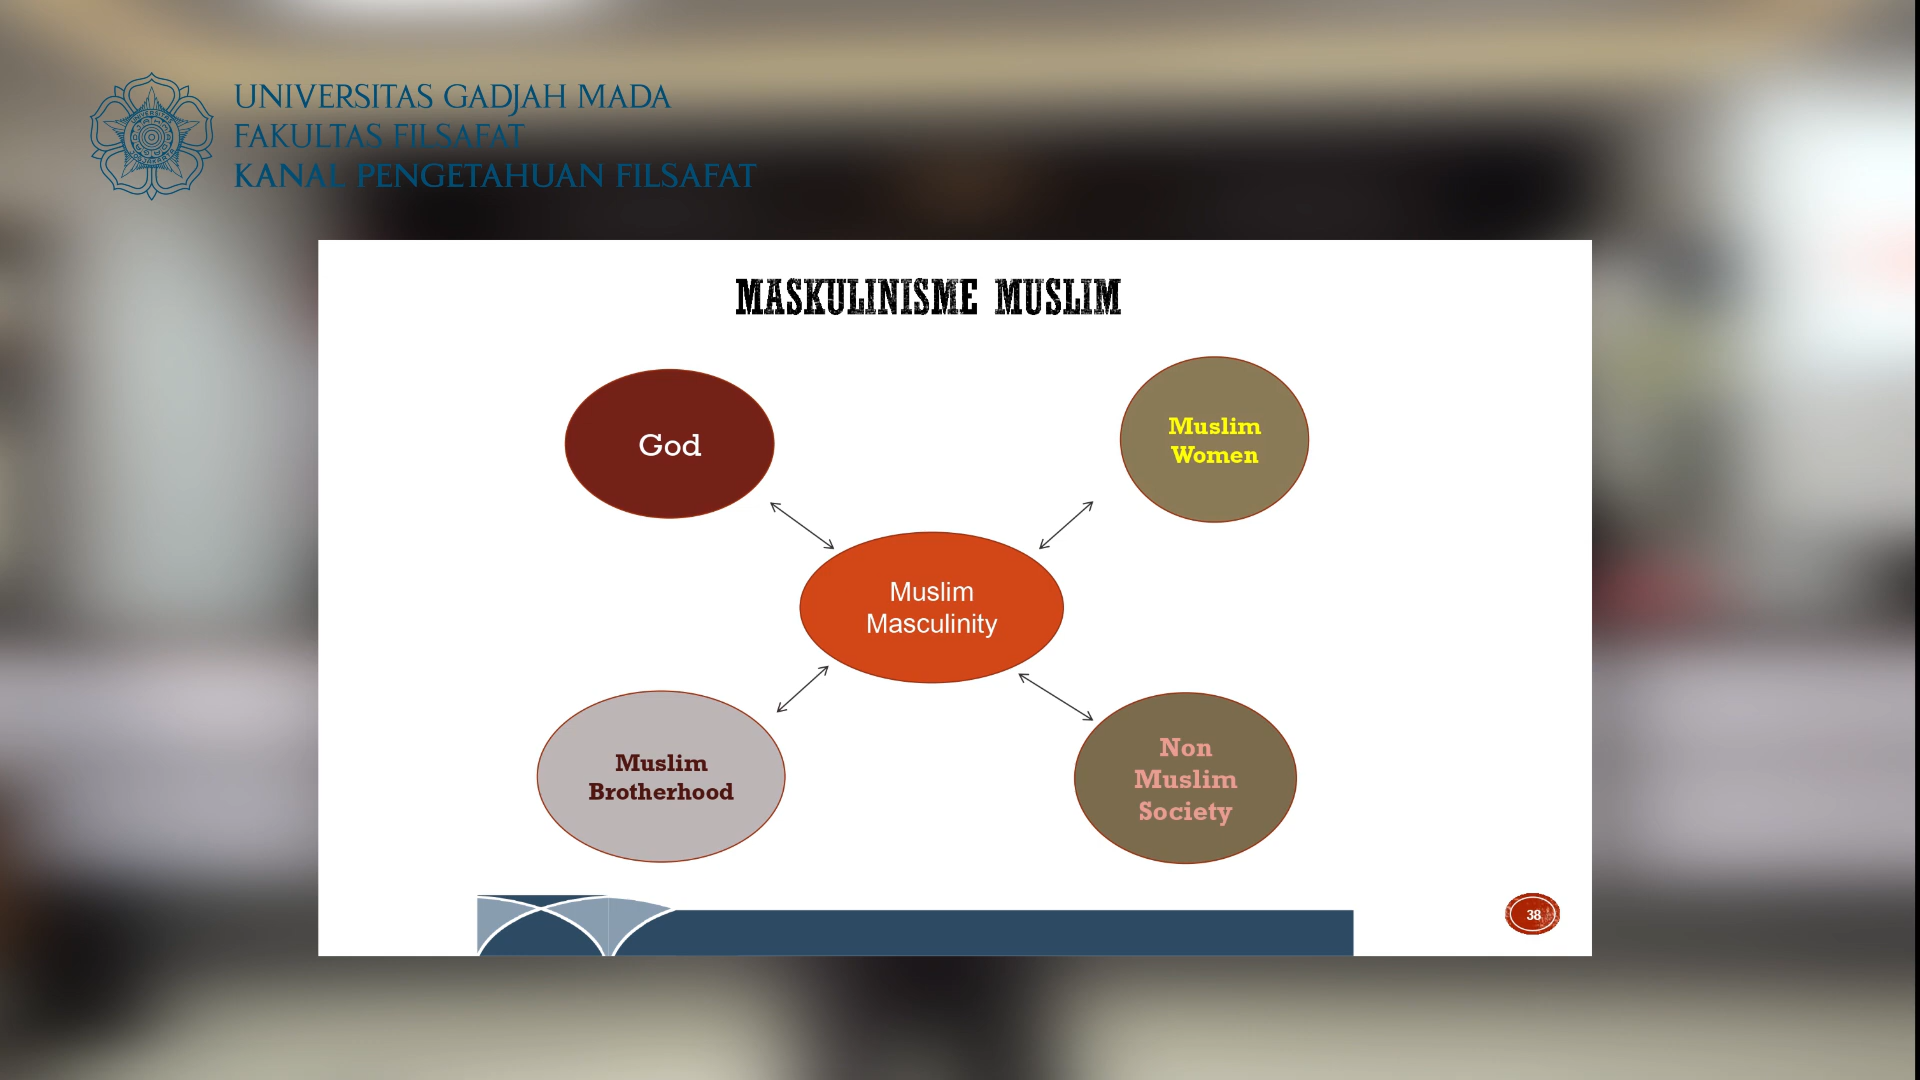 UNIVERSITAS GADJAH MADA
FAKULTAS FILSAFAT
KANAL PENGETAHUAN FILSAFAT
MASKULINISME MUSLIM
God
Muslim
Women
Muslim
Masculinity
Muslim
Brotherhood
Non
Muslim
Society
38